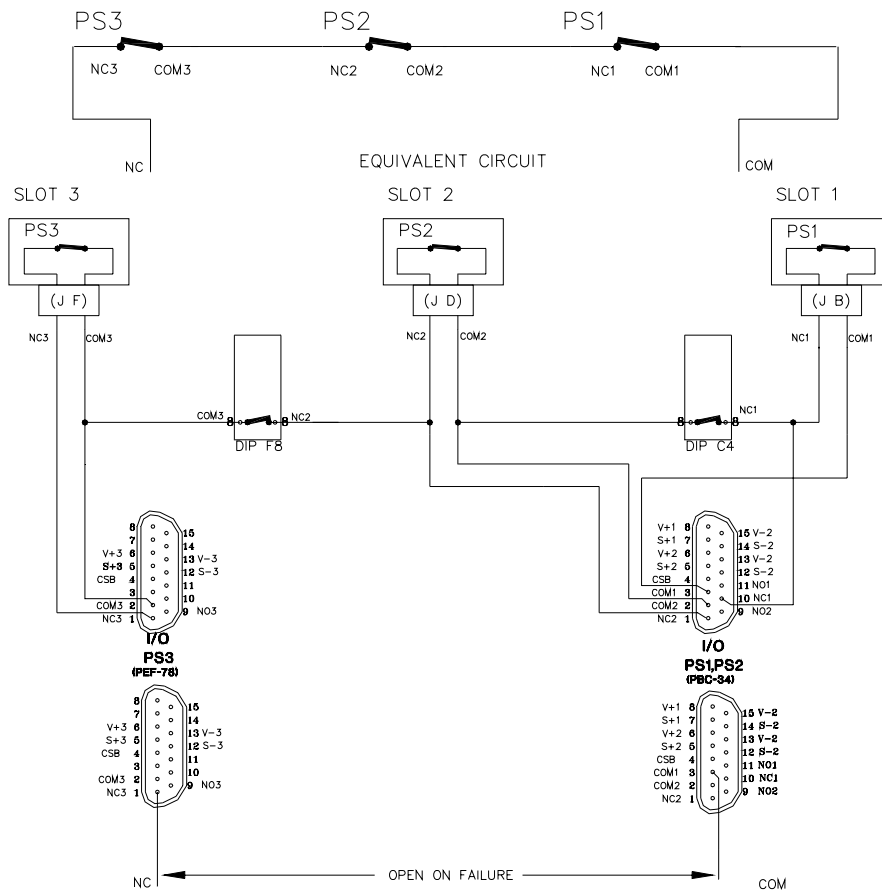 PS3 PS2 PS1
NC3 COM3 NC2 COM2 NC1 COM1
NC COM
EQUIVALENT CIRCUIT
SLOT 3 SLOT 2 SLOT 1
PS3 PS2 PS1
(J F) (J D) (J B)
NC3 COM3 NC2 COM2 NC1 COM1
COM3 8 8 NC2 8 8 NC1
DIP F8 DIP C4
8
15
7
14
V+3 6
13 V-3
S+3 5
12 S-3
CSB 4
11
3
10
COM3 2
9 NO3
NC3 1
I/O
PS3
(PEF-78)
V+1 8
15 V-2
S+1 7
14 S-2
V+2 6
13 V-2
S+2 5
12 S-2
CSB 4
11 NO1
COM1 3
10 NC1
COM2 2
9 NO2
NC2 1
I/O
PS1,PS2
(PBC-34)
8
15
7
14
V+3 6
13 V-3
S+3 5
12 S-3
CSB 4
11
3
10
COM3 2
9 NO3
NC3 1
V+1 8
15 V-2
S+1 7
14 S-2
V+2 6
13 V-2
S+2 5
12 S-2
CSB 4
11 NO1
COM1 3
10 NC1
COM2 2
9 NO2
NC2 1
NC OPEN ON FAILURE COM